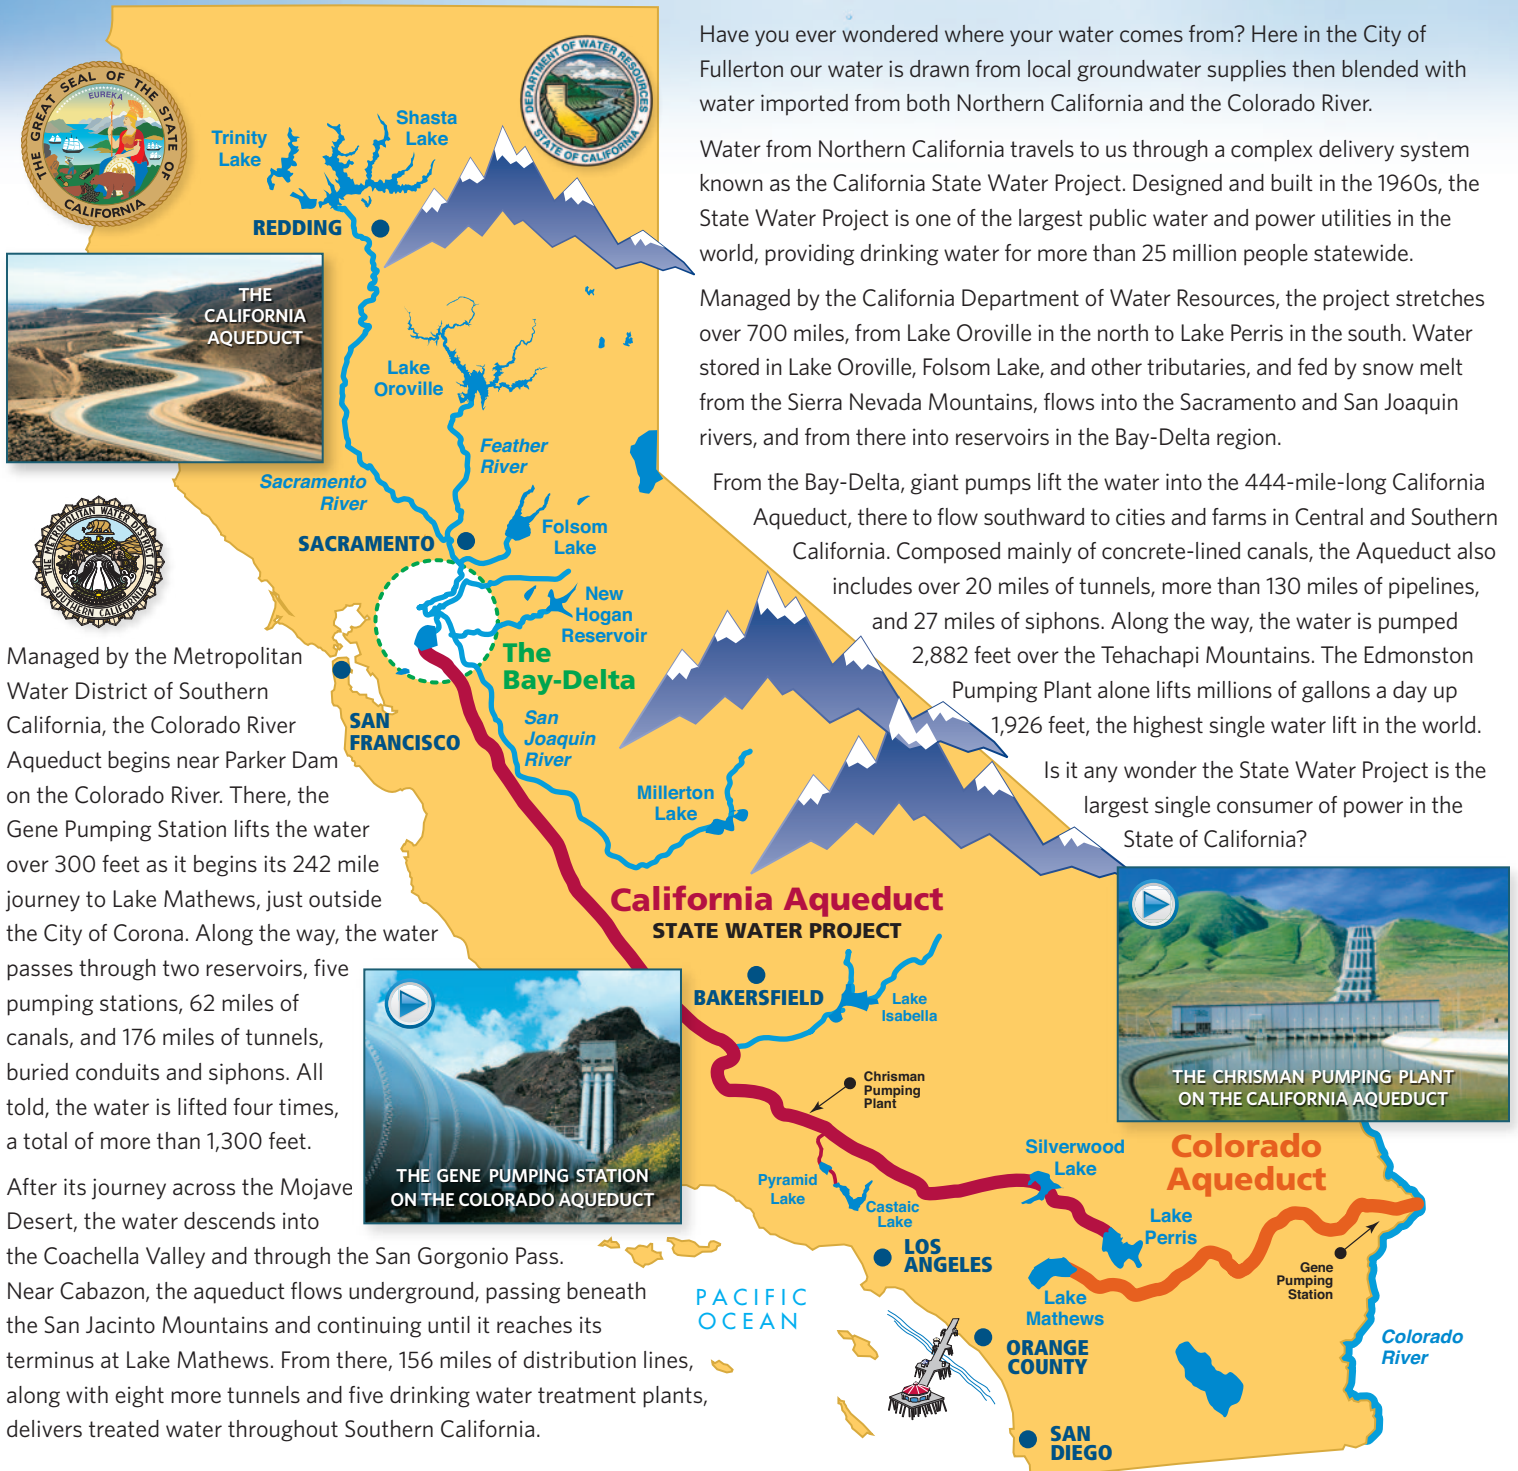 Have you ever wondered where your water comes from? Here in the City of
Fullerton our water is drawn from local groundwater supplies then blended with
water imported from both Northern California and the Colorado River.
Water from Northern California travels to us through a complex delivery system
known as the California State Water Project. Designed and built in the 1960s, the
State Water Project is one of the largest public water and power utilities in the
world, providing drinking water for more than 25 million people statewide.
Managed by the California Department of Water Resources, the project stretches
over 700 miles, from Lake Oroville in the north to Lake Perris in the south. Water
stored in Lake Oroville, Folsom Lake, and other tributaries, and fed by snow melt
from the Sierra Nevada Mountains, flows into the Sacramento and San Joaquin
rivers, and from there into reservoirs in the Bay-Delta region.
From the Bay-Delta, giant pumps lift the water into the 444-mile-long California
Aqueduct, there to flow southward to cities and farms in Central and Southern
California. Composed mainly of concrete-lined canals, the Aqueduct also
includes over 20 miles of tunnels, more than 130 miles of pipelines,
and 27 miles of siphons. Along the way, the water is pumped
2,882 feet over the Tehachapi Mountains. The Edmonston
Pumping Plant alone lifts millions of gallons a day up
1,926 feet, the highest single water lift in the world.
Is it any wonder the State Water Project is the
largest single consumer of power in the
State of California?
THE GREAT SEAL OF THE STATE OF
CALIFORNIA
EUREKA
DEPARTMENT OF WATER RESOURCES
STATE OF CALIFORNIA
Trinity
Lake
Shasta
Lake
REDDING
THE
CALIFORNIA
AQUEDUCT
Lake
Oroville
Feather
River
Sacramento
River
SACRAMENTO
Folsom
Lake
New
Hogan
Reservoir
The
Bay-Delta
THE METROPOLITAN WATER DISTRICT OF
SOUTHERN CALIFORNIA
SAN
FRANCISCO
San
Joaquin
River
Millerton
Lake
Managed by the Metropolitan
Water District of Southern
California, the Colorado River
Aqueduct begins near Parker Dam
on the Colorado River. There, the
Gene Pumping Station lifts the water
over 300 feet as it begins its 242 mile
journey to Lake Mathews, just outside
the City of Corona. Along the way, the water
passes through two reservoirs, five
pumping stations, 62 miles of
canals, and 176 miles of tunnels,
buried conduits and siphons. All
told, the water is lifted four times,
a total of more than 1,300 feet.
After its journey across the Mojave
Desert, the water descends into
the Coachella Valley and through the San Gorgonio Pass.
Near Cabazon, the aqueduct flows underground, passing beneath
the San Jacinto Mountains and continuing until it reaches its
terminus at Lake Mathews. From there, 156 miles of distribution lines,
along with eight more tunnels and five drinking water treatment plants,
delivers treated water throughout Southern California.
California Aqueduct
STATE WATER PROJECT
BAKERSFIELD
Lake
Isabella
THE GENE PUMPING STATION
ON THE COLORADO AQUEDUCT
THE CHRISMAN PUMPING PLANT
ON THE CALIFORNIA AQUEDUCT
Chrisman
Pumping
Plant
Pyramid
Lake
Castaic
Lake
Silverwood
Lake
Colorado
Aqueduct
Lake
Perris
LOS
ANGELES
Gene
Pumping
Station
Lake
Mathews
PACIFIC
OCEAN
ORANGE
COUNTY
Colorado
River
SAN
DIEGO